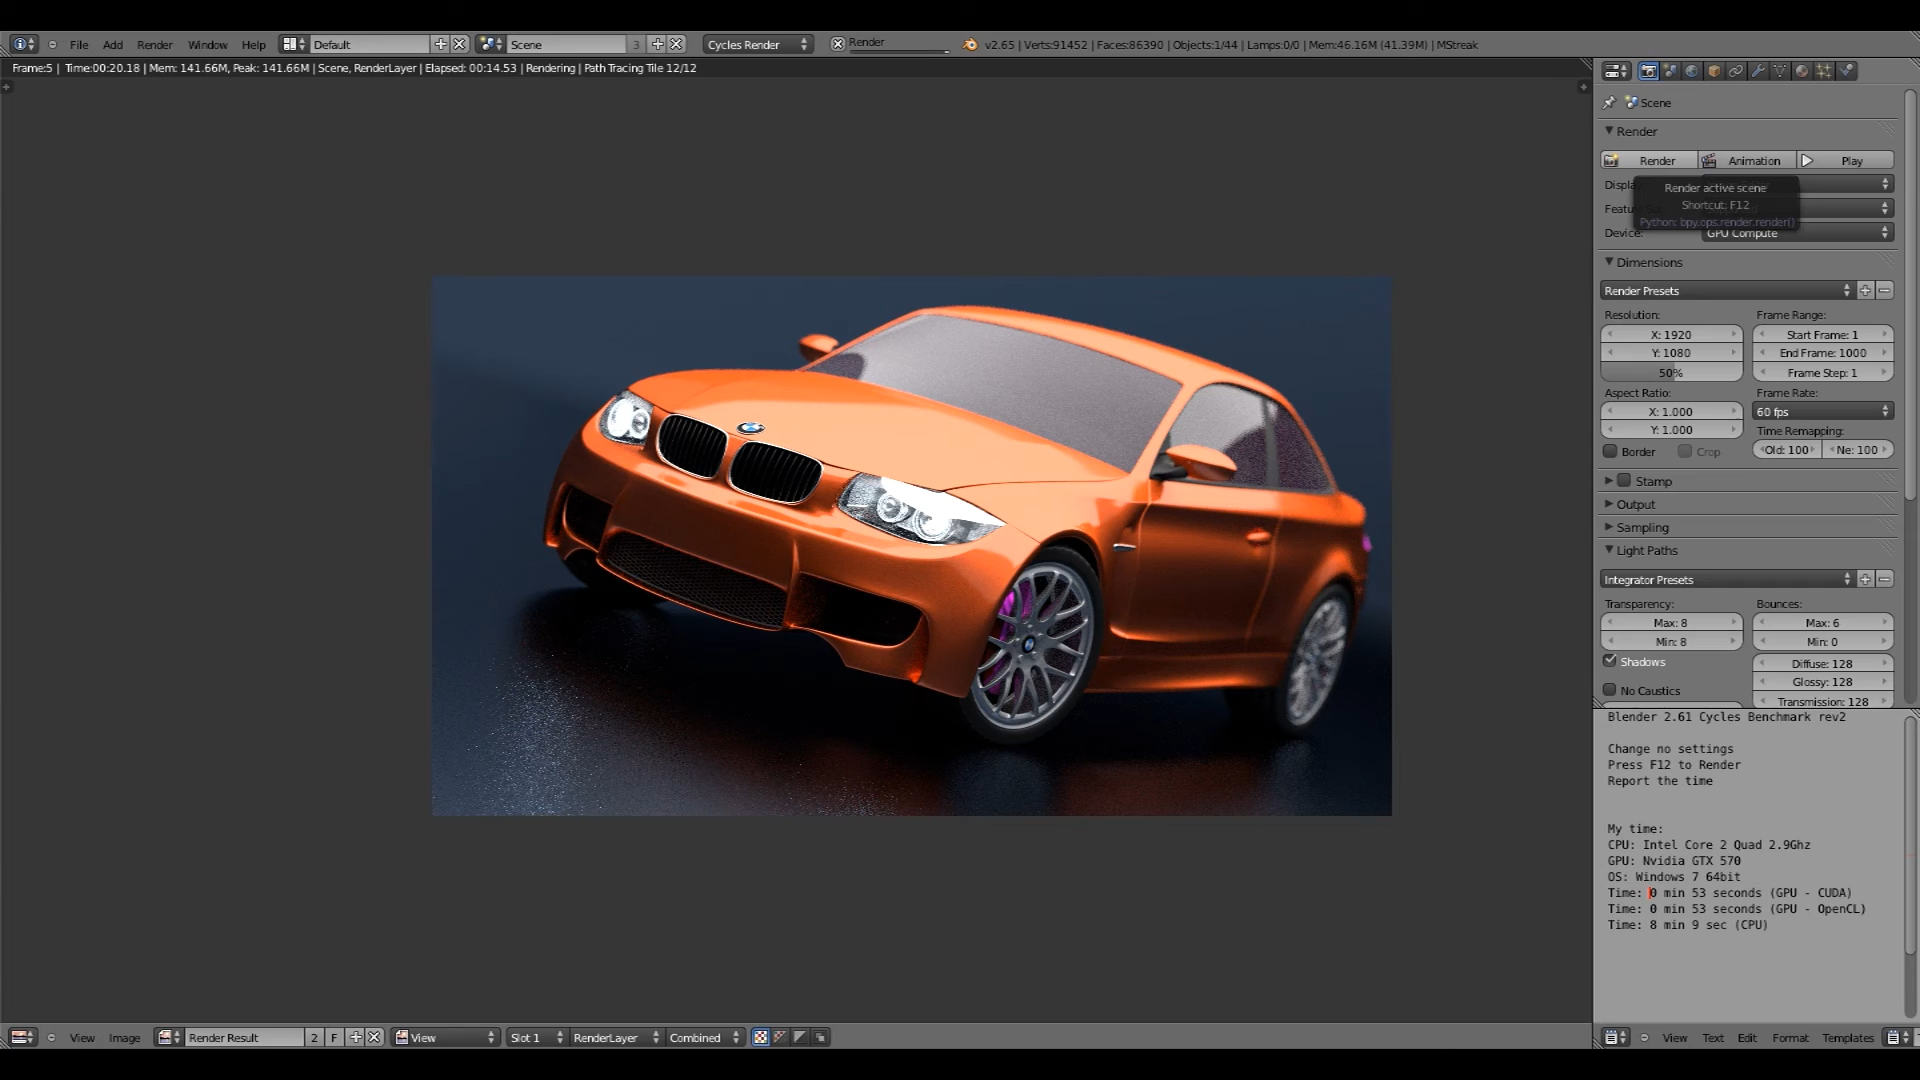 File Add Render Window Help Default Scene 3 Cycles Render Render v2.65 | Verts:91452 | Faces:86390 | Objects:1/44 | Lamps:0/0 | Mem:46.16M (41.39M) | MStreak
Frame:5 | Time:00:20.18 | Mem: 141.66M, Peak: 141.66M | Scene, RenderLayer | Elapsed: 00:14.53 | Rendering | Path Tracing Tile 12/12
Scene
Render
Render Animation Play
Display
Render active scene
Shortcut: F12
Python: bpy.ops.render.render()
Device: GPU Compute
Dimensions
Render Presets
Resolution: Frame Range:
X: 1920 Start Frame: 1
Y: 1080 End Frame: 1000
50% Frame Step: 1
Aspect Ratio: Frame Rate:
X: 1.000 60 fps
Y: 1.000 Time Remapping:
Border Crop Old: 100 Ne: 100
Stamp
Output
Sampling
Light Paths
Integrator Presets
Transparency: Bounces:
Max: 8 Max: 6
Min: 8 Min: 0
Shadows Diffuse: 128
Glossy: 128
No Caustics Transmission: 128
Blender 2.61 Cycles Benchmark rev2
Change no settings
Press F12 to Render
Report the time
My time:
CPU: Intel Core 2 Quad 2.9Ghz
GPU: Nvidia GTX 570
OS: Windows 7 64bit
Time: 0 min 53 seconds (GPU - CUDA)
Time: 0 min 53 seconds (GPU - OpenCL)
Time: 8 min 9 sec (CPU)
View Image Render Result 2 F View Slot 1 RenderLayer Combined
View Text Edit Format Templates